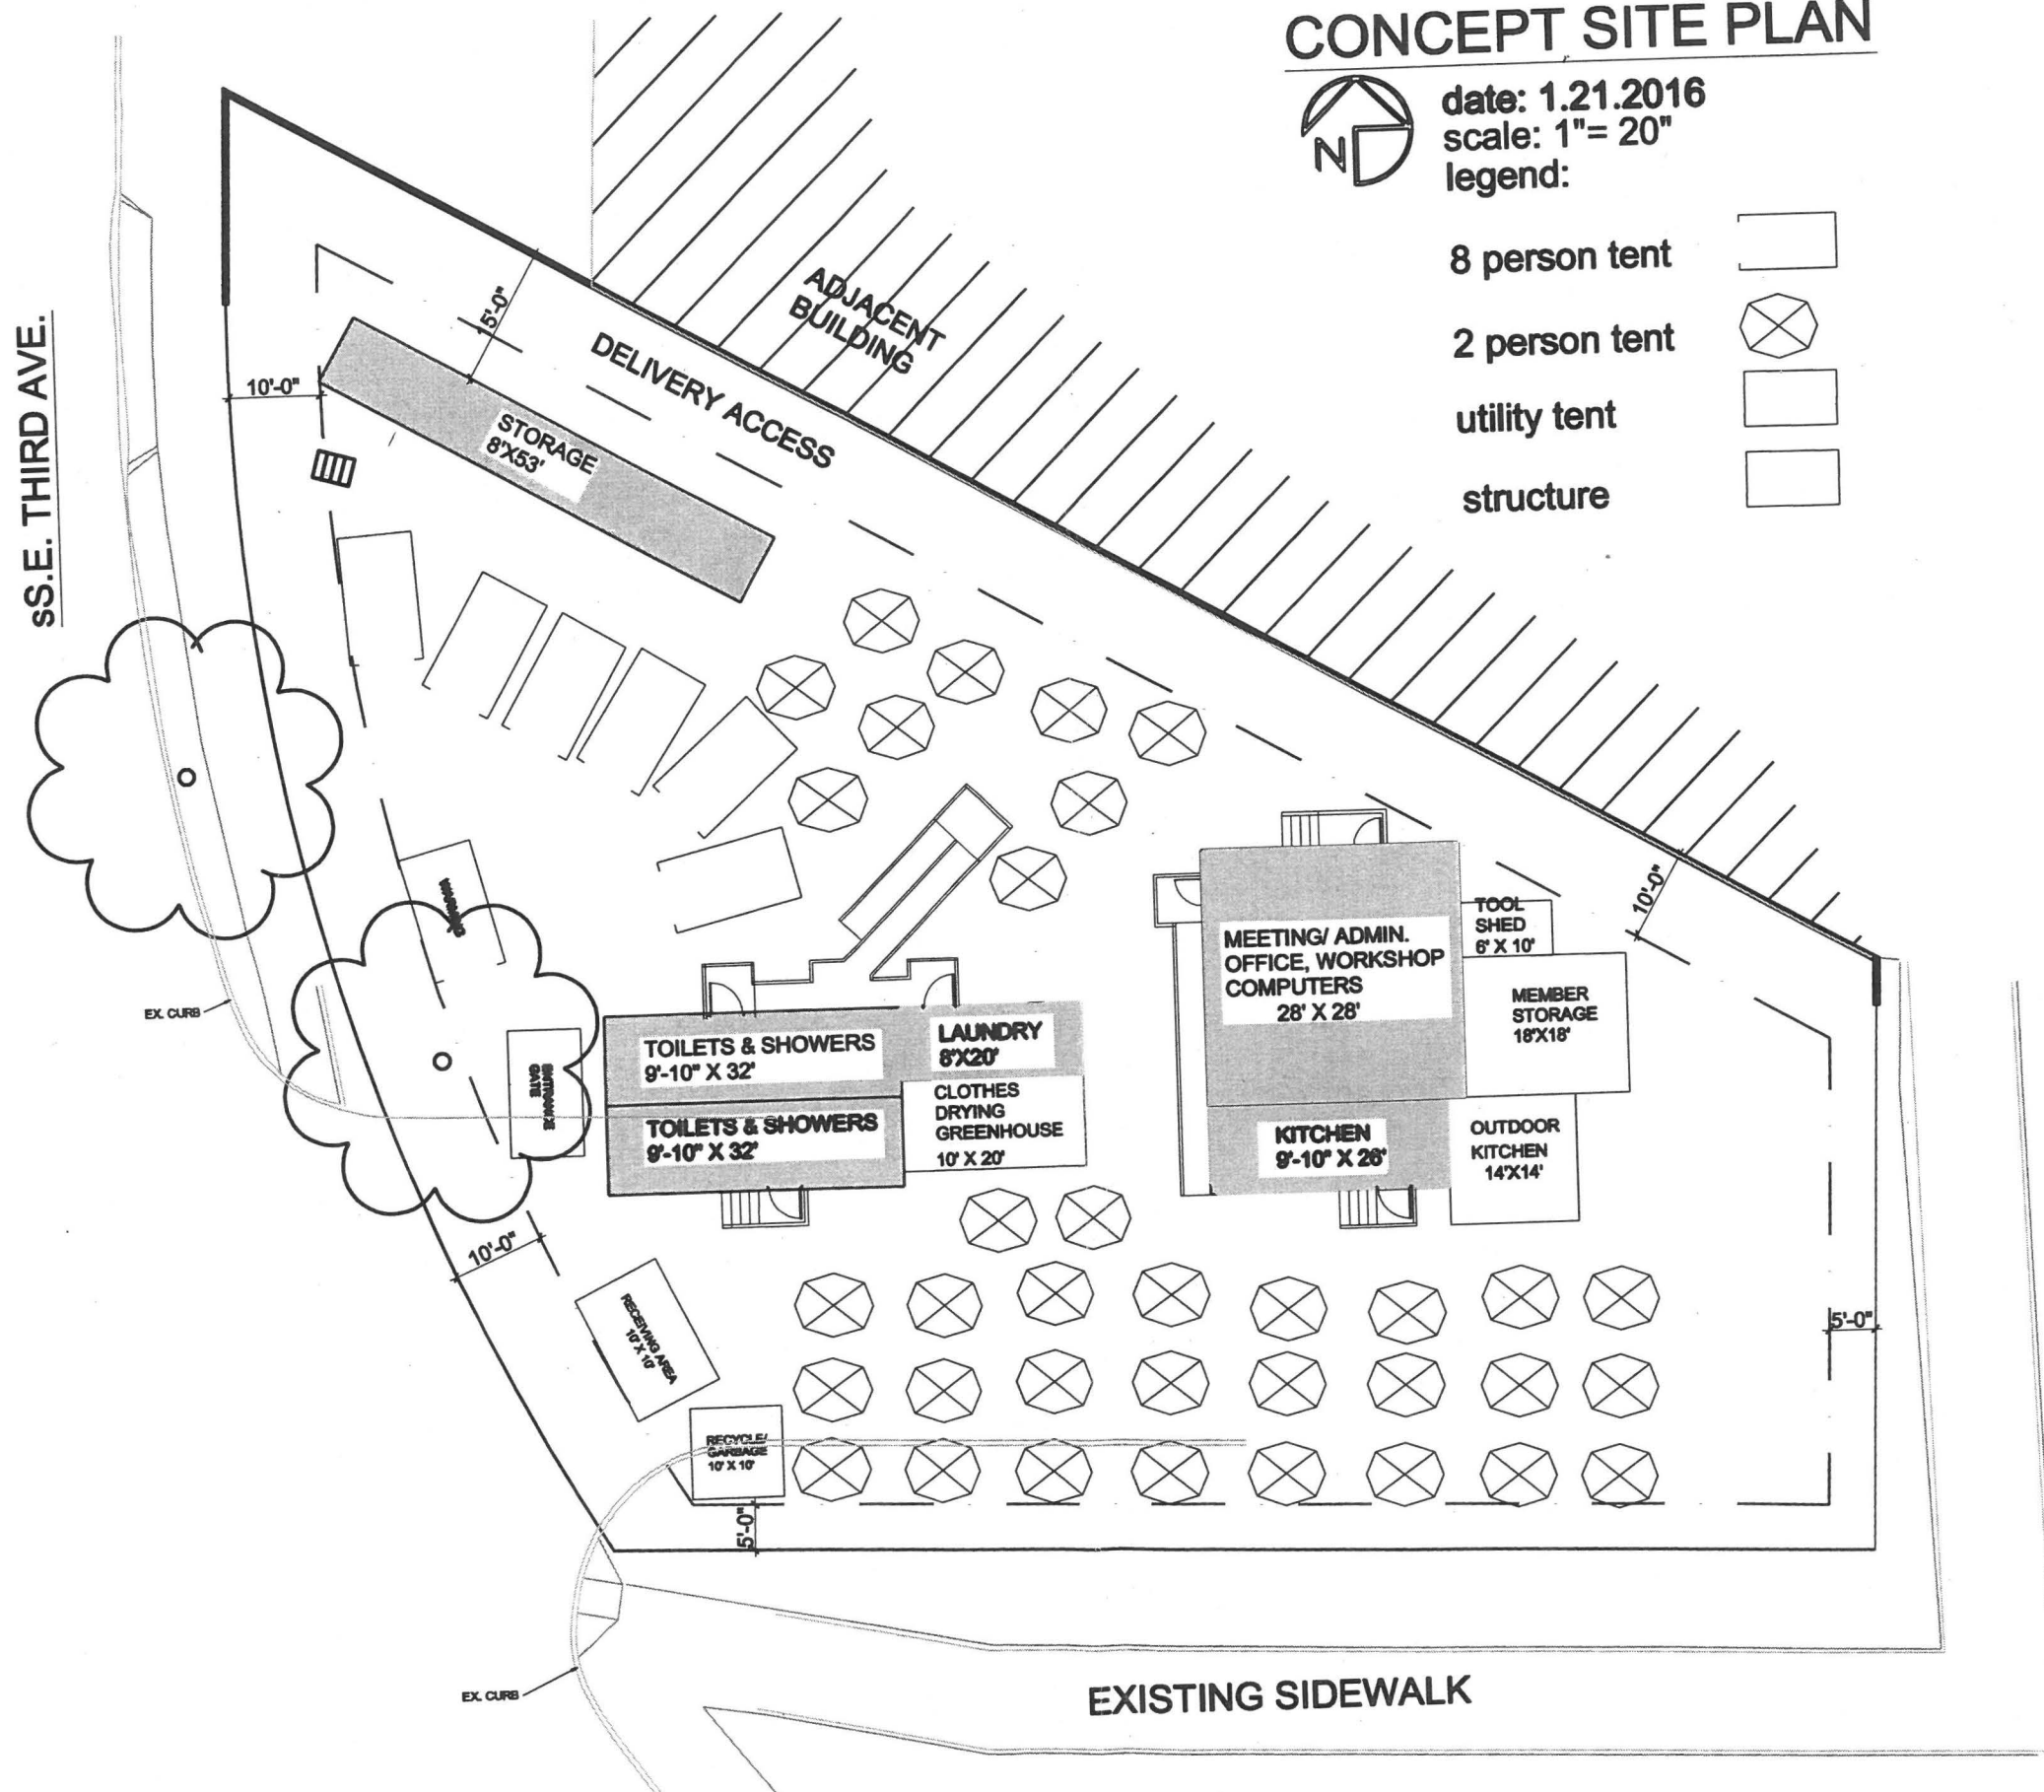 CONCEPT SITE PLAN
N
date: 1.21.2016
scale: 1"= 20"
legend:
8 person tent
2 person tent
utility tent
structure
sS.E. THIRD AVE.
ADJACENT
BUILDING
15'-0"
DELIVERY ACCESS
10'-0"
STORAGE
8'X53'
10'-0"
TOOL
SHED
6' X 10'
MEETING/ ADMIN.
OFFICE, WORKSHOP
COMPUTERS
28' X 28'
MEMBER
STORAGE
18'X18'
EX. CURB
TOILETS & SHOWERS
9'-10" X 32'
LAUNDRY
8'X20'
ENTRANCE
GATE
CLOTHES
DRYING
GREENHOUSE
10' X 20'
TOILETS & SHOWERS
9'-10" X 32'
KITCHEN
9'-10" X 26'
OUTDOOR
KITCHEN
14'X14'
10'-0"
RECEIVING AREA
10' X 10'
5'-0"
RECYCLE/
GARBAGE
10' X 10'
5'-0"
EX. CURB
EXISTING SIDEWALK